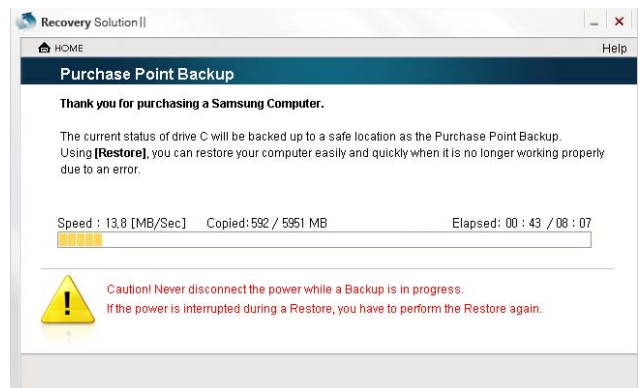 Recovery Solution II
HOME
Help
Purchase Point Backup
Thank you for purchasing a Samsung Computer.
The current status of drive C will be backed up to a safe location as the Purchase Point Backup.
Using [Restore], you can restore your computer easily and quickly when it is no longer working properly
due to an error.
Speed : 13,8 [MB/Sec] Copied: 592 / 5951 MB Elapsed: 00 : 43 / 08 : 07
Caution! Never disconnect the power while a Backup is in progress.
If the power is interrupted during a Restore, you have to perform the Restore again.